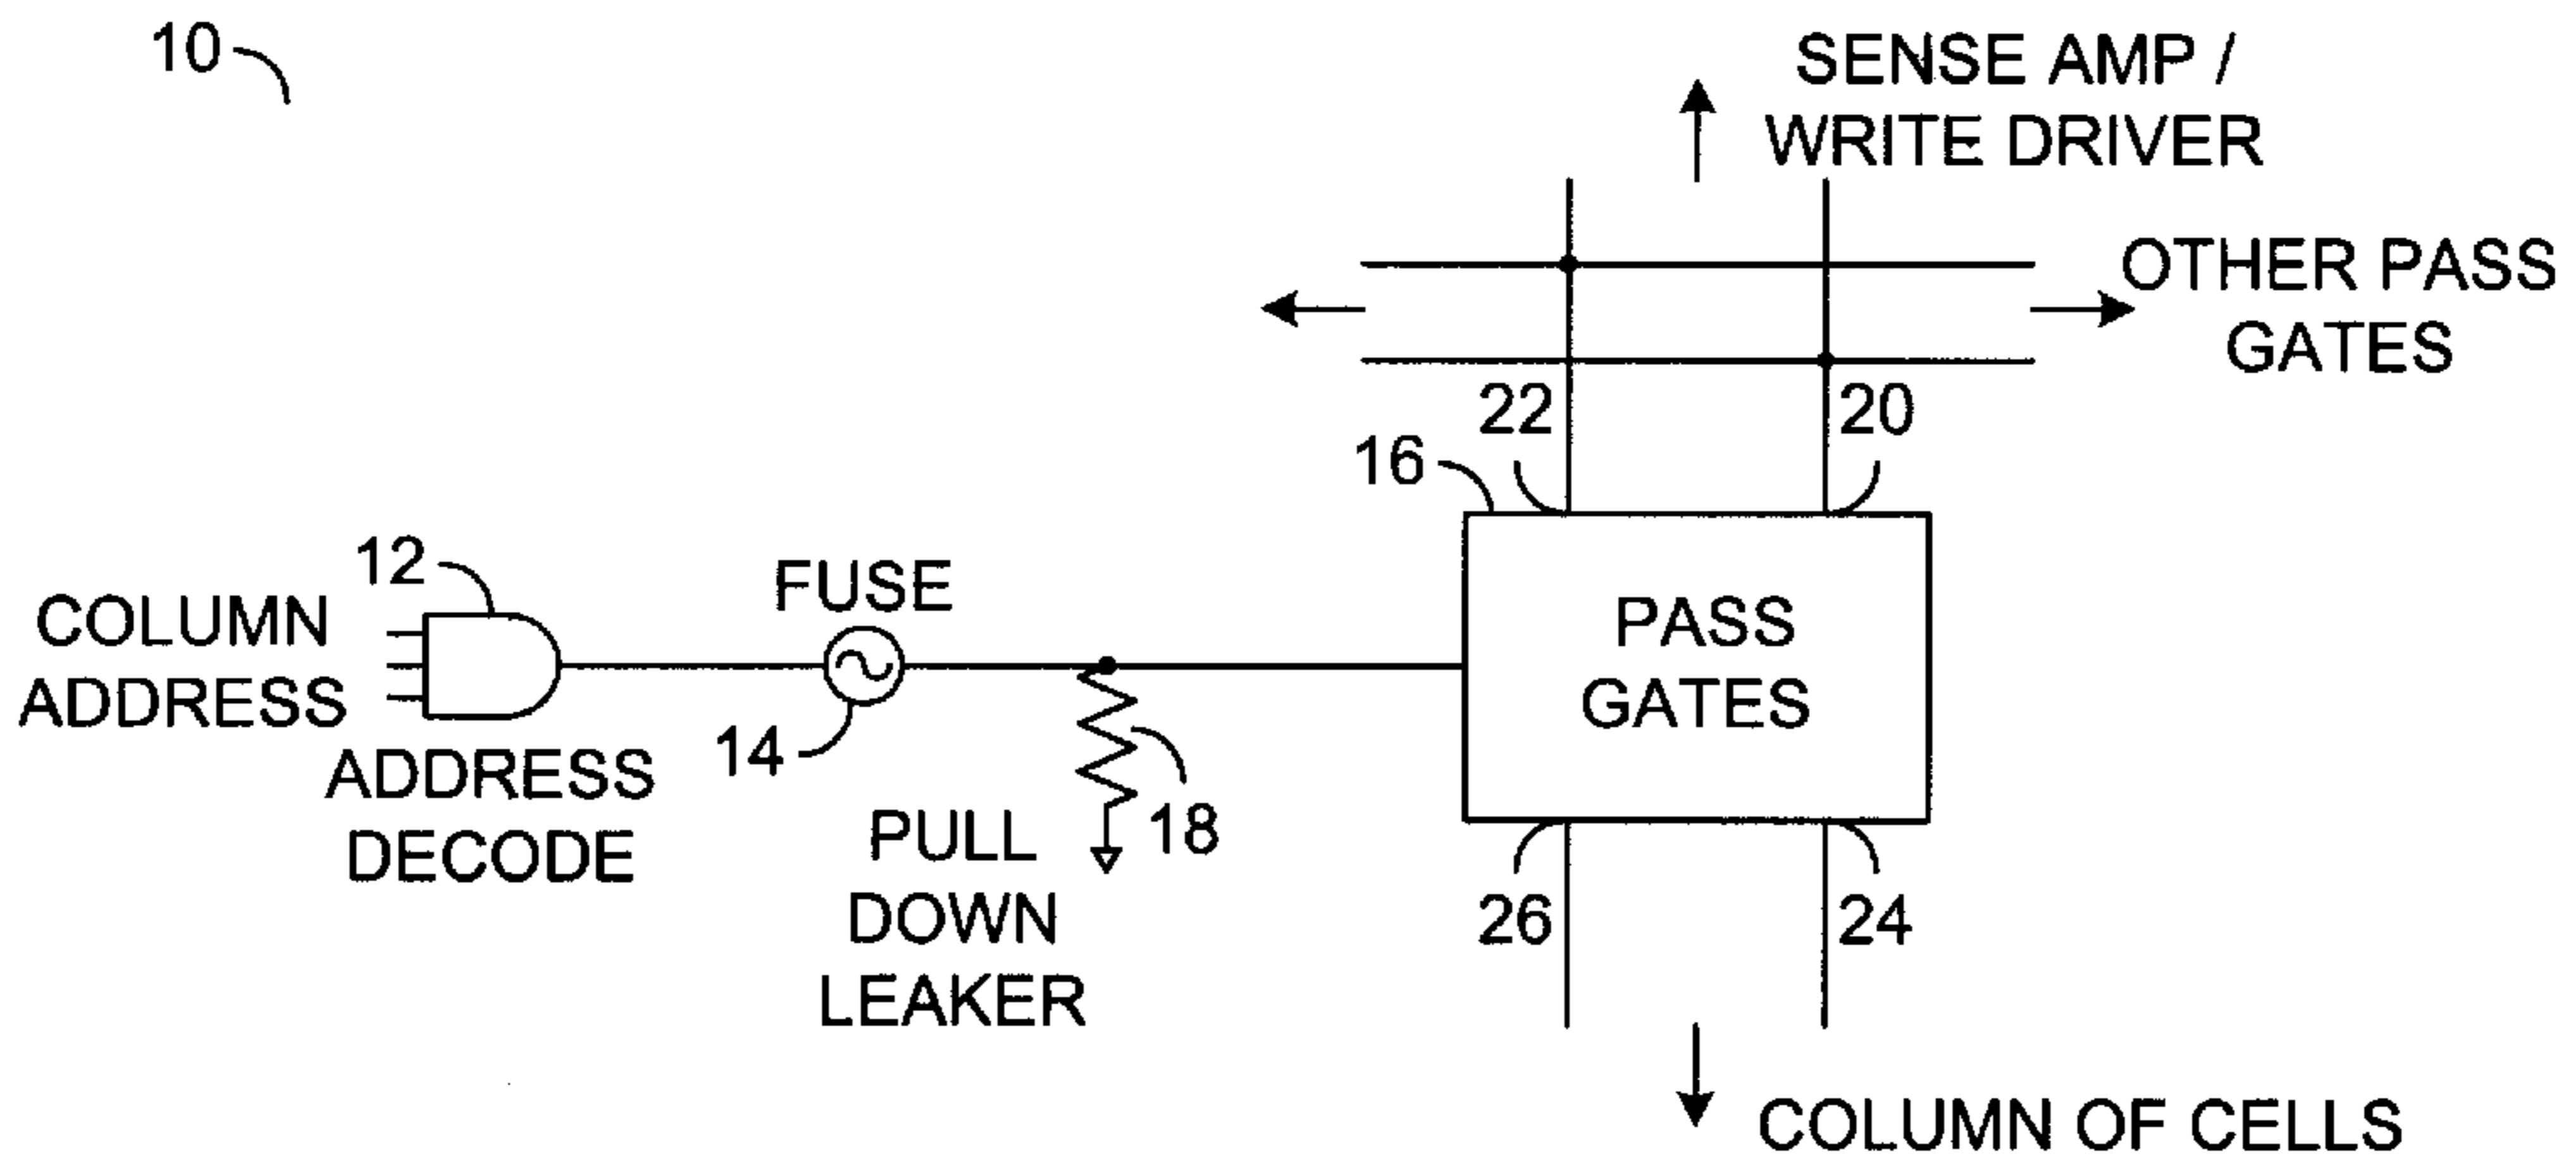 10
SENSE AMP /
WRITE DRIVER
OTHER PASS
GATES
22
20
16
12
FUSE
COLUMN
ADDRESS
PASS
GATES
14
ADDRESS
DECODE
18
PULL
DOWN
LEAKER
26
24
COLUMN OF CELLS